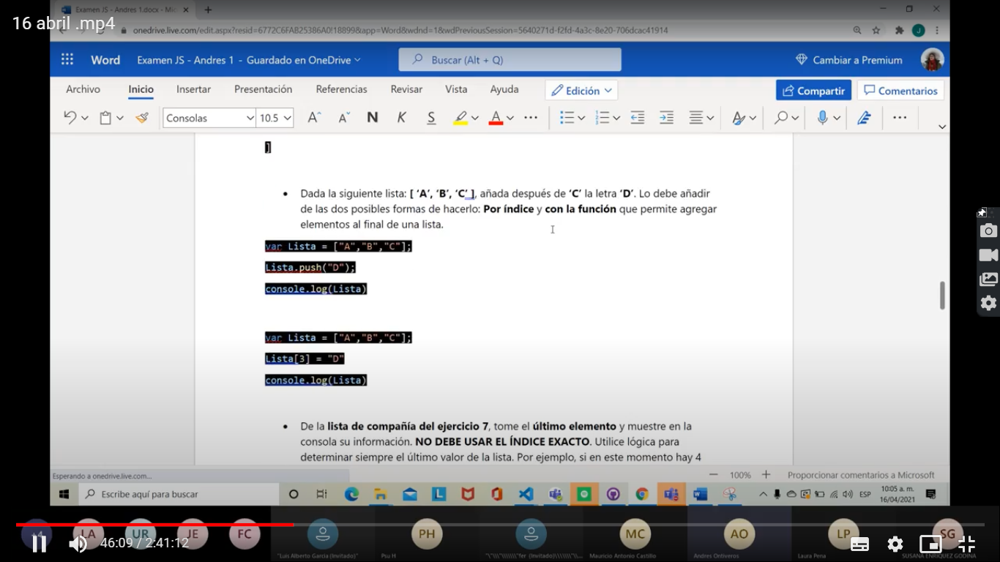 Examen JS - Andres 1.docx - Mic
16 abril .mp4
onedrive.live.com/edit.aspx?resid=6772C6FAB25386A0!18899&app=Word&wdnd=1&wdPreviousSession=5640271d-f2fd-4a3c-8e20-706dcac41914
J
Word
Examen JS - Andres 1 - Guardado en OneDrive
Buscar (Alt + Q)
Cambiar a Premium
Archivo
Inicio
Insertar
Presentación
Referencias
Revisar
Vista
Ayuda
Edición
Compartir
Comentarios
Consolas
10.5
A
A
N
K
S
A
]
Dada la siguiente lista: [ ‘A’, ‘B’, ‘C’ ], añada después de ‘C’ la letra ‘D’. Lo debe añadir
de las dos posibles formas de hacerlo: Por índice y con la función que permite agregar
elementos al final de una lista.
var Lista = ["A","B","C"];
Lista.push("D");
console.log(Lista)
var Lista = ["A","B","C"];
Lista[3] = "D"
console.log(Lista)
De la lista de compañía del ejercicio 7, tome el último elemento y muestre en la
consola su información. NO DEBE USAR EL ÍNDICE EXACTO. Utilice lógica para
determinar siempre el último valor de la lista. Por ejemplo, si en este momento hay 4
Esperando a onedrive.live.com...
100%
Proporcionar comentarios a Microsoft
Escribe aquí para buscar
ESP
10:05 a. m.
16/04/2021
+4
LA
UR
JE
FC
PH
MC
AO
LP
SG
46:09 / 2:41:12
"Luis Alberto Garcia (Invitado)"
Psu H
Mauricio Antonio Castillo
Andres Ontiveros
Laura Pena
SUSANA ENRIQUEZ GODINA